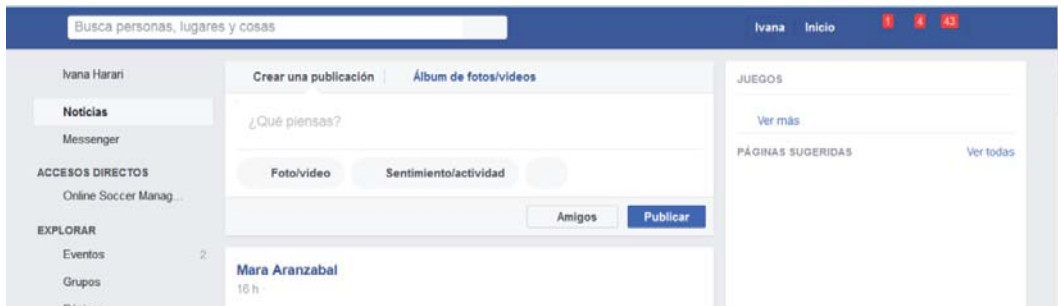 Busca personas, lugares y cosas
Ivana Inicio 1 4 43
Ivana Harari
Noticias
Messenger
ACCESOS DIRECTOS
Online Soccer Manag...
EXPLORAR
Eventos 2
Grupos
Crear una publicación Álbum de fotos/videos
¿Qué piensas?
Foto/video Sentimiento/actividad
Amigos Publicar
Mara Aranzabal
16 h
JUEGOS
Ver más
PÁGINAS SUGERIDAS Ver todas